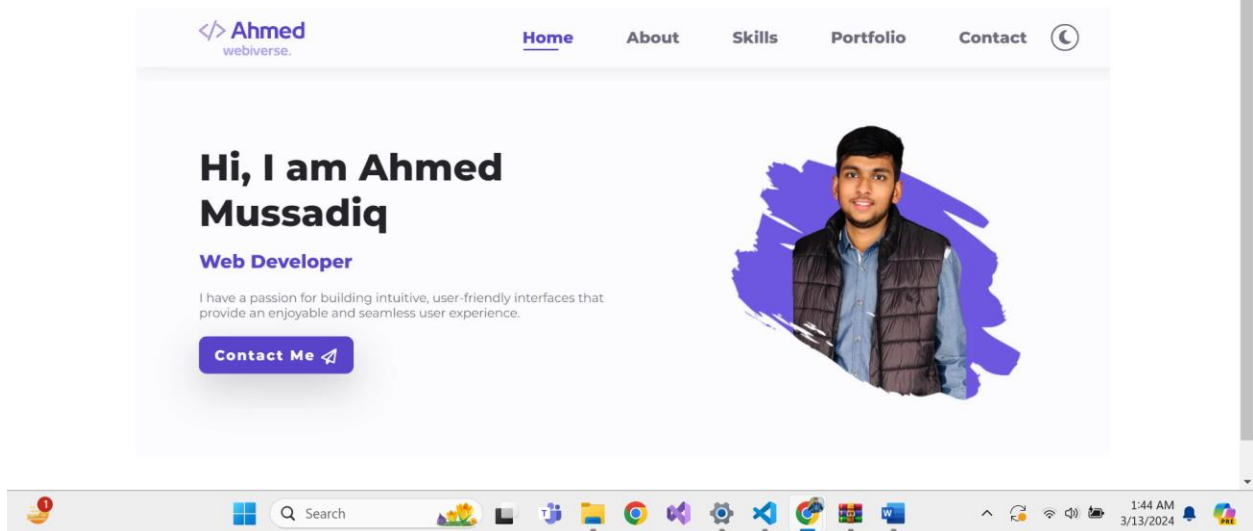 </> Ahmed
webiverse.
Home About Skills Portfolio Contact
Hi, I am Ahmed
Mussadiq
Web Developer
I have a passion for building intuitive, user-friendly interfaces that
provide an enjoyable and seamless user experience.
Contact Me
1
Search
1:44 AM
3/13/2024
PRE